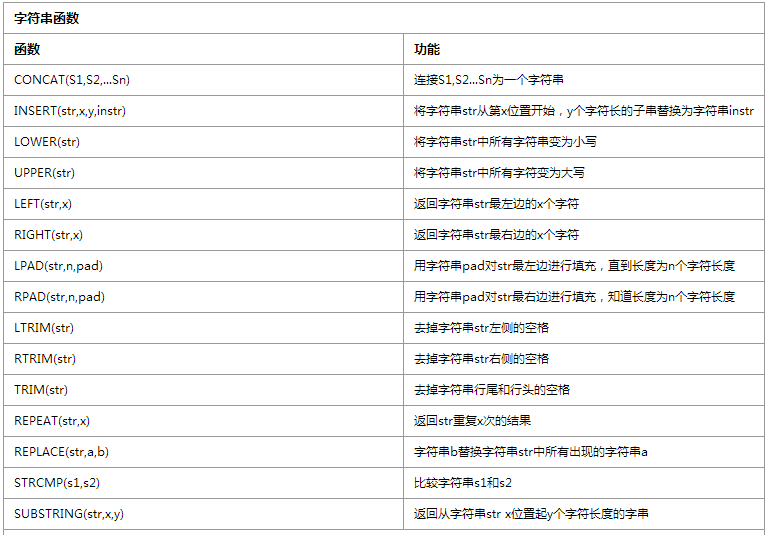 字符串函数
函数 功能
CONCAT(S1,S2,...Sn) 连接S1,S2...Sn为一个字符串
INSERT(str,x,y,instr) 将字符串str从第x位置开始，y个字符长的子串替换为字符串instr
LOWER(str) 将字符串str中所有字符串变为小写
UPPER(str) 将字符串str中所有字符变为大写
LEFT(str,x) 返回字符串str最左边的x个字符
RIGHT(str,x) 返回字符串str最右边的x个字符
LPAD(str,n,pad) 用字符串pad对str最左边进行填充，直到长度为n个字符长度
RPAD(str,n,pad) 用字符串pad对str最右边进行填充，知道长度为n个字符长度
LTRIM(str) 去掉字符串str左侧的空格
RTRIM(str) 去掉字符串str右侧的空格
TRIM(str) 去掉字符串行尾和行头的空格
REPEAT(str,x) 返回str重复x次的结果
REPLACE(str,a,b) 字符串b替换字符串str中所有出现的字符串a
STRCMP(s1,s2) 比较字符串s1和s2
SUBSTRING(str,x,y) 返回从字符串str x位置起y个字符长度的字串